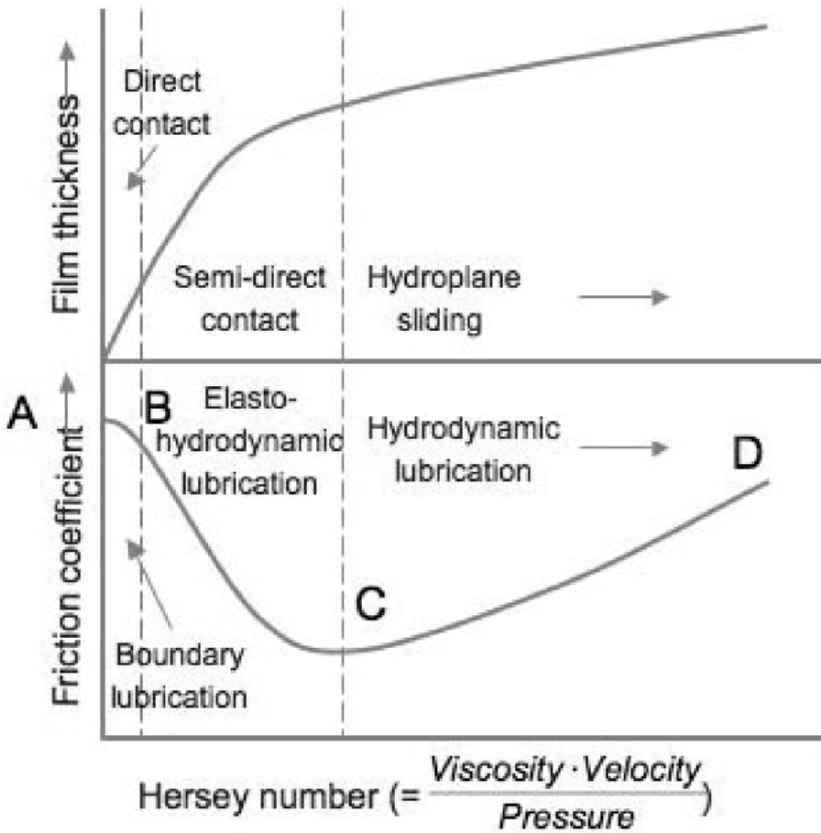 Film thickness
Direct
contact
Semi-direct
contact
Hydroplane
sliding
Friction coefficient
A
B
Elasto-
hydrodynamic
lubrication
Hydrodynamic
lubrication
D
C
Boundary
lubrication
Hersey number (= Viscosity · Velocity / Pressure)